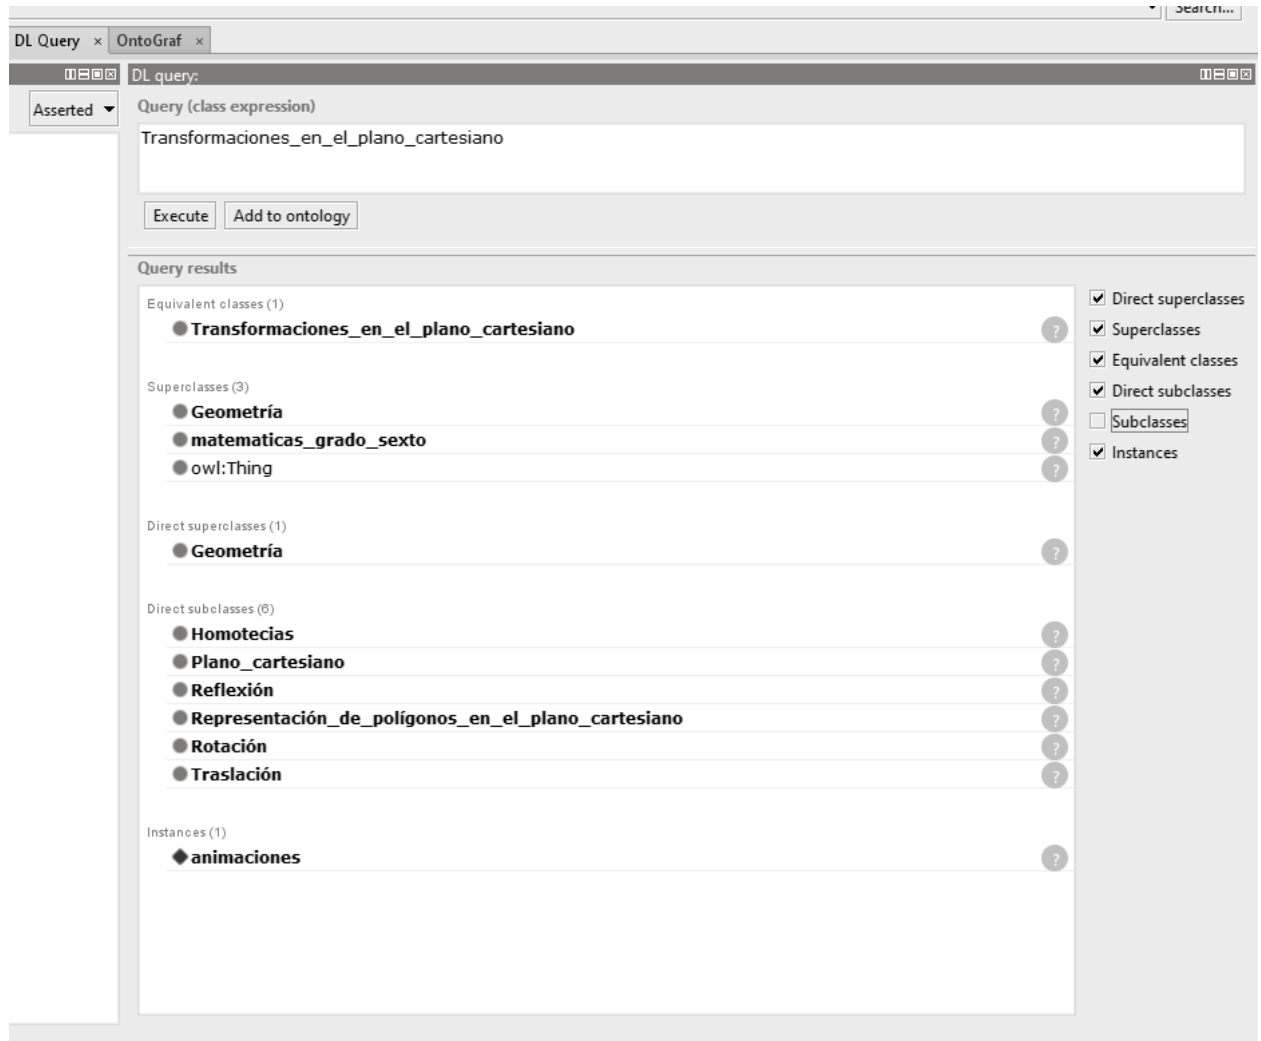 Search...
DL Query × OntoGraf ×
DL query:
Asserted
Query (class expression)
Transformaciones_en_el_plano_cartesiano
Execute Add to ontology
Query results
Equivalent classes (1)
Transformaciones_en_el_plano_cartesiano ?
Superclasses (3)
Geometría ?
matematicas_grado_sexto ?
owl:Thing ?
Direct superclasses (1)
Geometría ?
Direct subclasses (6)
Homotecias ?
Plano_cartesiano ?
Reflexión ?
Representación_de_polígonos_en_el_plano_cartesiano ?
Rotación ?
Traslación ?
Instances (1)
animaciones ?
Direct superclasses
Superclasses
Equivalent classes
Direct subclasses
Subclasses
Instances